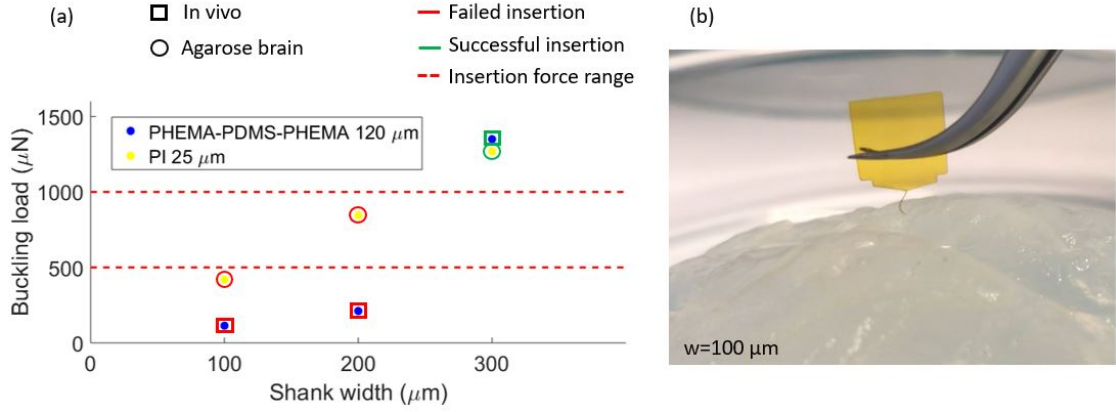 (a)
In vivo
Agarose brain
Failed insertion
Successful insertion
Insertion force range
Buckling load (μN)
1500
1000
500
0
PHEMA-PDMS-PHEMA 120 μm
PI 25 μm
0 100 200 300
Shank width (μm)
(b)
w=100 μm